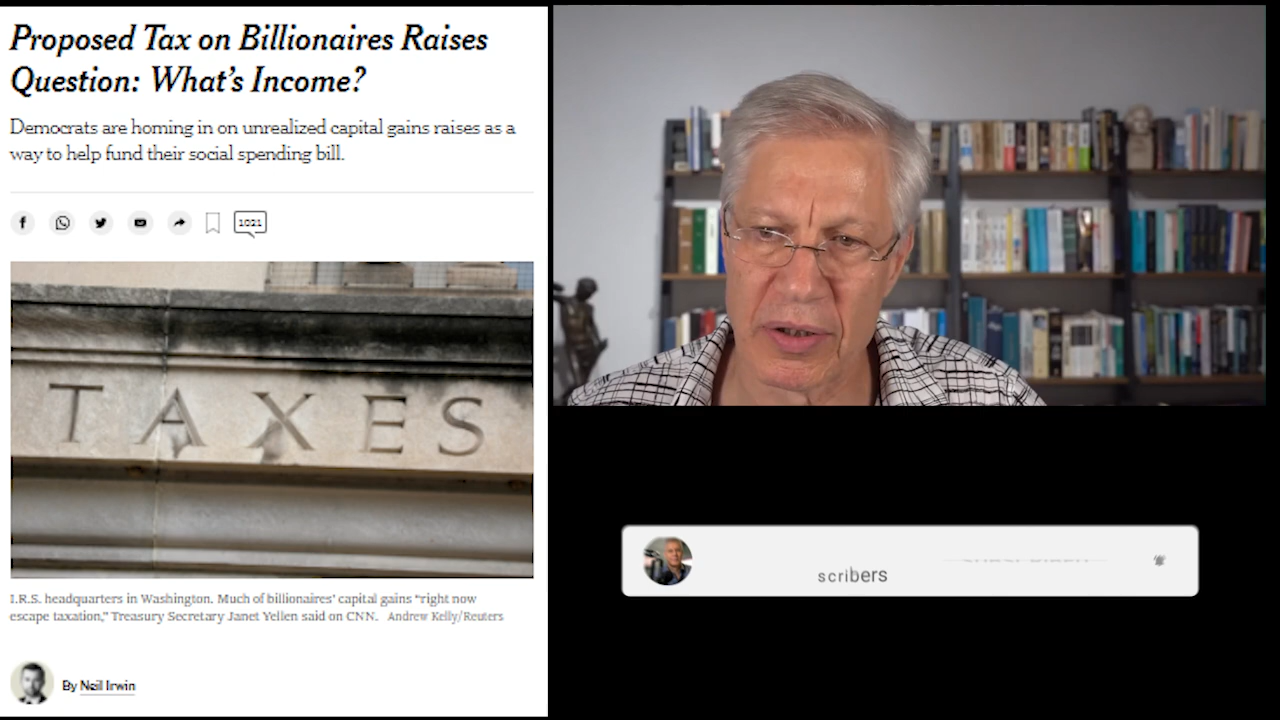 Proposed Tax on Billionaires Raises
Question: What's Income?
Democrats are homing in on unrealized capital gains raises as a
way to help fund their social spending bill.
1021
TAXES
I.R.S. headquarters in Washington. Much of billionaires' capital gains "right now
escape taxation," Treasury Secretary Janet Yellen said on CNN. Andrew Kelly/Reuters
By Neil Irwin
scribers